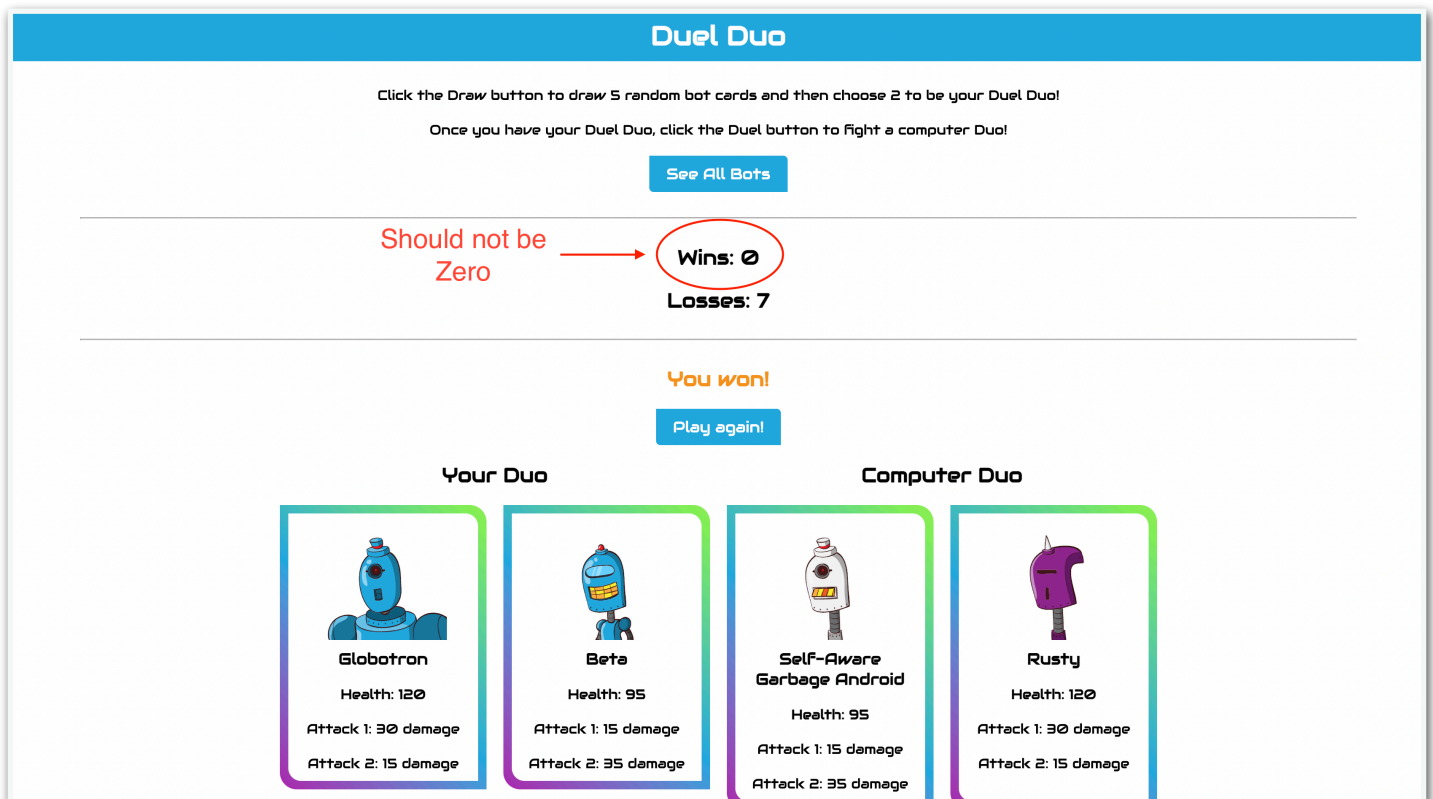 Duel Duo
Click the Draw button to draw 5 random bot cards and then choose 2 to be your Duel Duo!
Once you have your Duel Duo, click the Duel button to fight a computer Duo!
See All Bots
Should not be
Zero
Wins: 0
Losses: 7
You won!
Play again!
Your Duo
Computer Duo
Globotron
Health: 120
Attack 1: 30 damage
Attack 2: 15 damage
Beta
Health: 95
Attack 1: 15 damage
Attack 2: 35 damage
Self-Aware
Garbage Android
Health: 95
Attack 1: 15 damage
Attack 2: 35 damage
Rusty
Health: 120
Attack 1: 30 damage
Attack 2: 15 damage